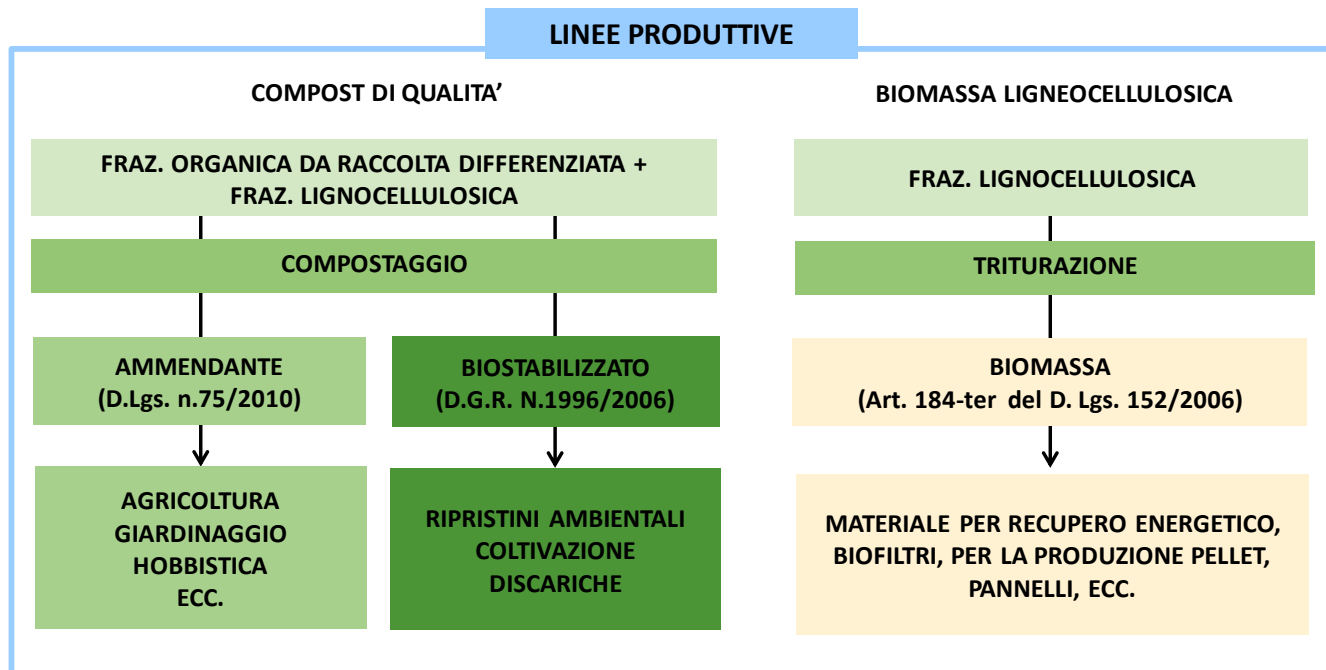 LINEE PRODUTTIVE
COMPOST DI QUALITA’
FRAZ. ORGANICA DA RACCOLTA DIFFERENZIATA +
FRAZ. LIGNOCELLULOSICA
COMPOSTAGGIO
AMMENDANTE
(D.Lgs. n.75/2010)
AGRICOLTURA
GIARDINAGGIO
HOBBISTICA
ECC.
BIOSTABILIZZATO
(D.G.R. N.1996/2006)
RIPRISTINI AMBIENTALI
COLTIVAZIONE
DISCARICHE
BIOMASSA LIGNEOCELLULOSICA
FRAZ. LIGNOCELLULOSICA
TRITURAZIONE
BIOMASSA
(Art. 184-ter del D. Lgs. 152/2006)
MATERIALE PER RECUPERO ENERGETICO,
BIOFILTRI, PER LA PRODUZIONE PELLET,
PANNELLI, ECC.